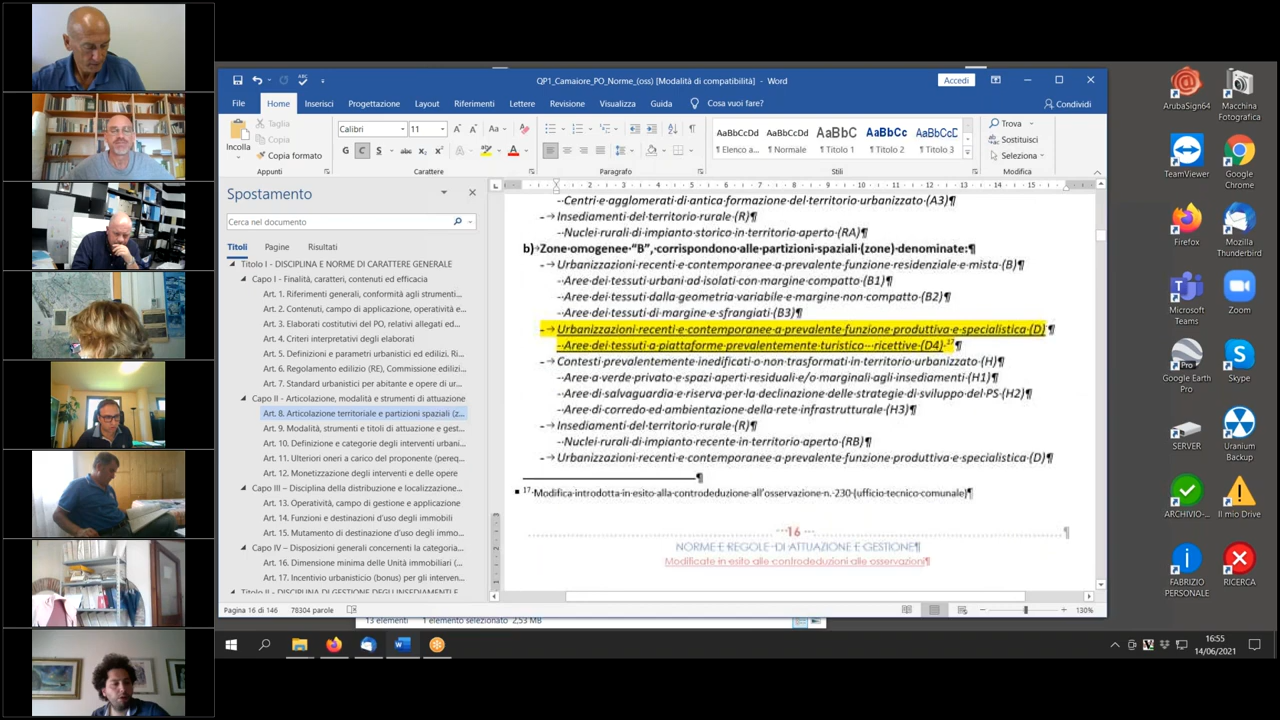 QP1_Camaiore_PO_Norme_(oss) [Modalità di compatibilità] - Word
Accedi
File Home Inserisci Progettazione Layout Riferimenti Lettere Revisione Visualizza Guida Cosa vuoi fare? Condividi
Incolla
Taglia
Copia
Copia formato
Appunti
Calibri 11
G C S abc
Carattere
Paragrafo
AaBbCcDd AaBbCcDd AaBbC AaBbCc AaBbCcD
Elenco a... Normale Titolo 1 Titolo 2 Titolo 3
Stili
Trova
Sostituisci
Seleziona
Modifica
Spostamento
Cerca nel documento
Titoli Pagine Risultati
Titolo I - DISCIPLINA E NORME DI CARATTERE GENERALE
Capo I - Finalità, caratteri, contenuti ed efficacia
Art. 1. Riferimenti generali, conformità agli strumenti...
Art. 2. Contenuti, campo di applicazione, operatività e...
Art. 3. Elaborati costitutivi del PO, relativi allegati ed...
Art. 4. Criteri interpretativi degli elaborati
Art. 5. Definizioni e parametri urbanistici ed edilizi. Ri...
Art. 6. Regolamento edilizio (RE), Commissione edilizi...
Art. 7. Standard urbanistici per abitante e opere di ur...
Capo II - Articolazione, modalità e strumenti di attuazione
Art. 8. Articolazione territoriale e partizioni spaziali (z...
Art. 9. Modalità, strumenti e titoli di attuazione e gest...
Art. 10. Definizione e categorie degli interventi urbani...
Art. 11. Ulteriori oneri a carico del proponente (pereq...
Art. 12. Monetizzazione degli interventi e delle opere
Capo III – Disciplina della distribuzione e localizzazione...
Art. 13. Operatività, campo di gestione e applicazione
Art. 14. Funzioni e destinazioni d'uso degli immobili
Art. 15. Mutamento di destinazione d'uso degli immo...
Capo IV – Disposizioni generali concernenti la categoria...
Art. 16. Dimensione minima delle Unità immobiliari (...
Art. 17. Incentivo urbanistico (bonus) per gli interven...
Titolo II - DISCIPLINA DI GESTIONE DEGLI INSEDIAMENTI E
- Centri e agglomerati di antica formazione del territorio urbanizzato (A3)
- Insediamenti del territorio rurale (R)¶
- Nuclei rurali di impianto storico in territorio aperto (RA)¶
b) Zone omogenee “B”, corrispondono alle partizioni spaziali (zone) denominate:¶
- Urbanizzazioni recenti e contemporanee a prevalente funzione residenziale e mista (B)¶
- Aree dei tessuti urbani ad isolati con margine compatto (B1)¶
- Aree dei tessuti dalla geometria variabile e margine non compatto (B2)¶
- Aree dei tessuti di margine e sfrangiati (B3)¶
- Urbanizzazioni recenti e contemporanee a prevalente funzione produttiva e specialistica (D) ¶
- Aree dei tessuti a piattaforme prevalentemente turistico - ricettive (D4) 17¶
- Contesti prevalentemente inedificati o non trasformati in territorio urbanizzato (H)¶
- Aree a verde privato e spazi aperti residuali e/o marginali agli insediamenti (H1)¶
- Aree di salvaguardia e riserva per la declinazione delle strategie di sviluppo del PS (H2)¶
- Aree di corredo ed ambientazione della rete infrastrutturale (H3)¶
- Insediamenti del territorio rurale (R)¶
- Nuclei rurali di impianto recente in territorio aperto (RB)¶
- Urbanizzazioni recenti e contemporanee a prevalente funzione produttiva e specialistica (D)¶
17 Modifica introdotta in esito alla controdeduzione all'osservazione n. 230 (ufficio tecnico comunale)¶
16
NORME E REGOLE DI ATTUAZIONE E GESTIONE¶
Modificate in esito alle controdeduzioni alle osservazioni¶
Pagina 16 di 146 78304 parole 130%
13 elementi 1 elemento selezionato 2,53 MB
ArubaSign64
Macchina Fotografica
TeamViewer
Google Chrome
Firefox
Mozilla Thunderbird
Microsoft Teams
Zoom
Google Earth Pro
Skype
SERVER
Uranium Backup
ARCHIVIO-...
Il mio Drive
FABRIZIO PERSONALE
RICERCA
16:55
14/06/2021